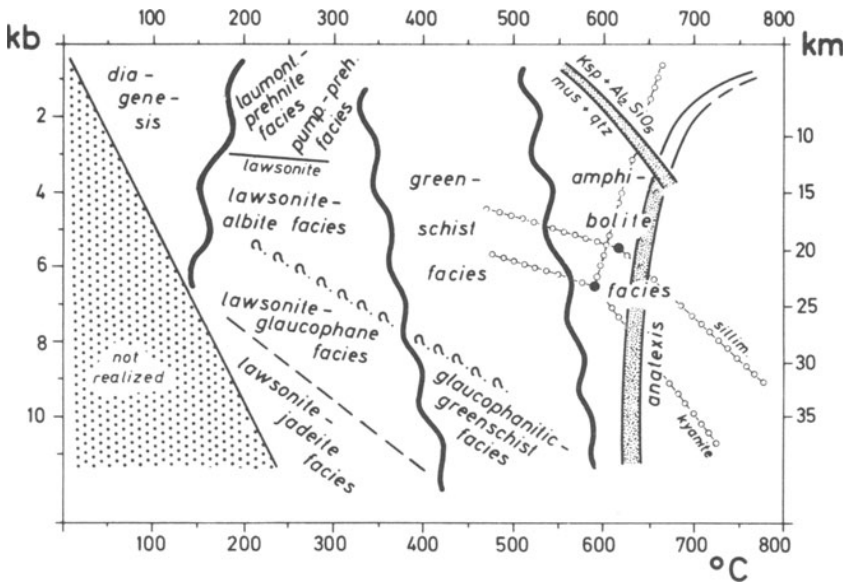 100 200 300 400 500 600 700 800
kb
km
2
4
6
8
10
10
15
20
25
30
35
dia-
gene-
sis
laumont.-
prehnite
facies
pump.-preh.
facies
lawsonite
lawsonite-
albite facies
lawsonite-
glaucophane
facies
lawsonite-
jadeite
facies
not
realized
green-
schist
facies
glaucophanilic-
greenschist
facies
Ksp + Al₂ SiO₅
mus + qtz
amphi-
bolite
facies
anatexis
sillim.
kyanite
0 100 200 300 400 500 600 700 800
°C